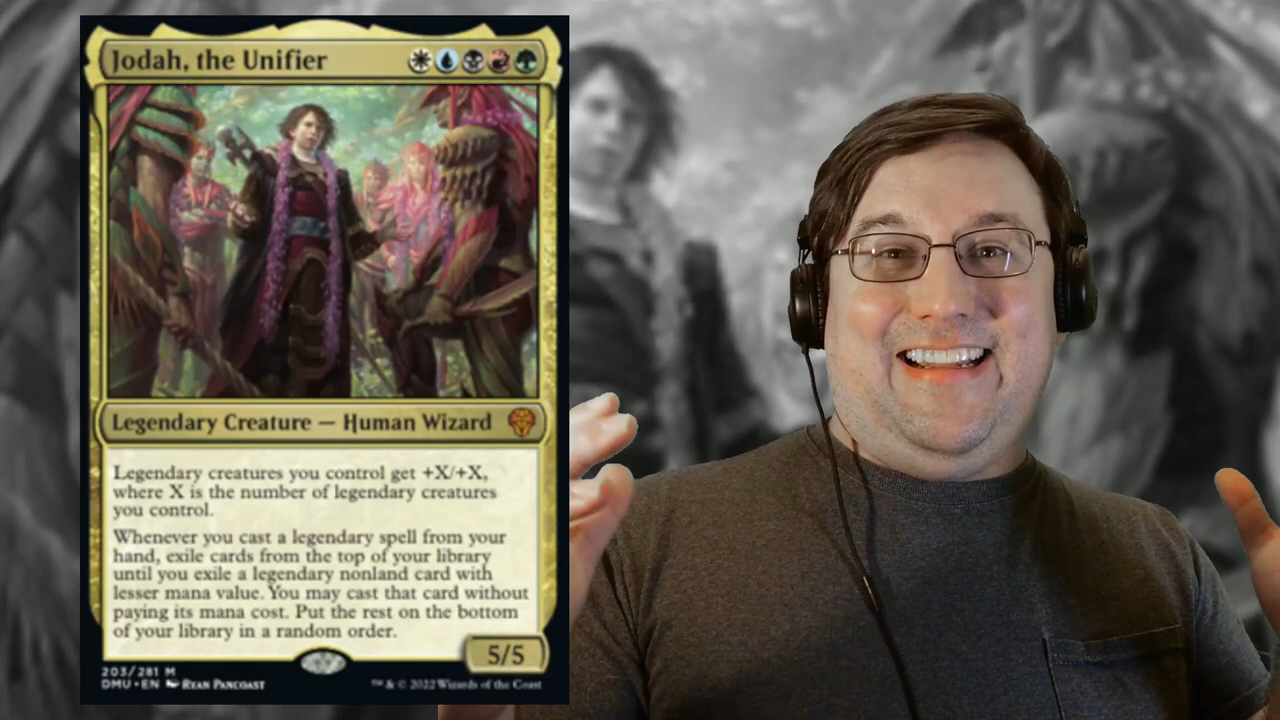 Jodah, the Unifier
Legendary Creature — Human Wizard
Legendary creatures you control get +X/+X,
where X is the number of legendary creatures
you control.
Whenever you cast a legendary spell from your
hand, exile cards from the top of your library
until you exile a legendary nonland card with
lesser mana value. You may cast that card without
paying its mana cost. Put the rest on the bottom
of your library in a random order.
5/5
203/281 M
DMU • EN Ryan Pancoast
™ & © 2022 Wizards of the Coast